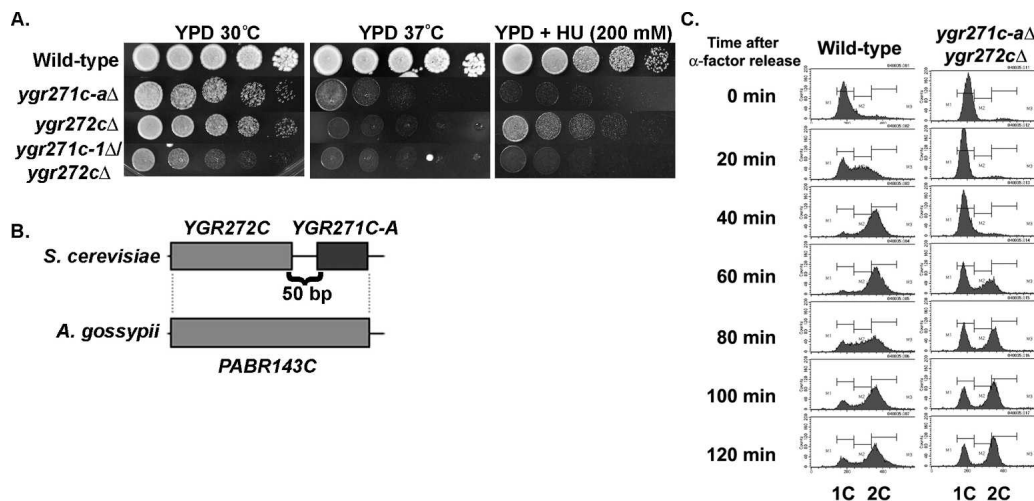 A.
YPD 30°C
YPD 37°C
YPD + HU (200 mM)
Wild-type
ygr271c-aΔ
ygr272cΔ
ygr271c-1Δ/
ygr272cΔ
B.
YGR272C
YGR271C-A
S. cerevisiae
50 bp
A. gossypii
PABR143C
C.
Time after
α-factor release
Wild-type
ygr271c-aΔ
ygr272cΔ
0 min
20 min
40 min
60 min
80 min
100 min
120 min
1C 2C
1C 2C